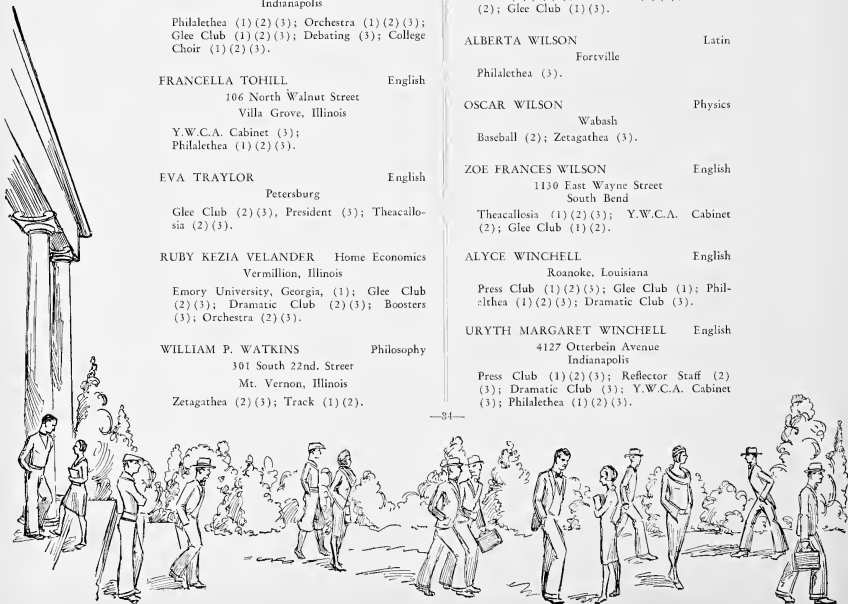 Indianapolis
Philalethea (1)(2)(3); Orchestra (1)(2)(3);
Glee Club (1)(2)(3); Debating (3); College
Choir (1)(2)(3).
FRANCELLA TOHILL English
106 North Walnut Street
Villa Grove, Illinois
Y.W.C.A. Cabinet (3);
Philalethea (1)(2)(3).
EVA TRAYLOR English
Petersburg
Glee Club (2)(3), President (3); Theacallo-
sia (2)(3).
RUBY KEZIA VELANDER Home Economics
Vermillion, Illinois
Emory University, Georgia, (1); Glee Club
(2)(3); Dramatic Club (2)(3); Boosters
(3); Orchestra (2)(3).
WILLIAM P. WATKINS Philosophy
301 South 22nd. Street
Mt. Vernon, Illinois
Zetagathea (2)(3); Track (1)(2).
(2); Glee Club (1)(3).
ALBERTA WILSON Latin
Fortville
Philalethea (3).
OSCAR WILSON Physics
Wabash
Baseball (2); Zetagathea (3).
ZOE FRANCES WILSON English
1130 East Wayne Street
South Bend
Theacallosia (1)(2)(3); Y.W.C.A. Cabinet
(2); Glee Club (1)(2).
ALYCE WINCHELL English
Roanoke, Louisiana
Press Club (1)(2)(3); Glee Club (1); Phil-
althea (1)(2)(3); Dramatic Club (3).
URYTH MARGARET WINCHELL English
4127 Otterbein Avenue
Indianapolis
Press Club (1)(2)(3); Reflector Staff (2)
(3); Dramatic Club (3); Y.W.C.A. Cabinet
(3); Philalethea (1)(2)(3).
—34—